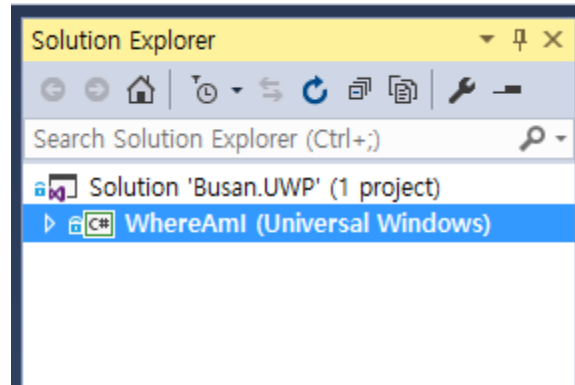 Solution Explorer
Search Solution Explorer (Ctrl+;)
Solution 'Busan.UWP' (1 project)
C# WhereAmI (Universal Windows)